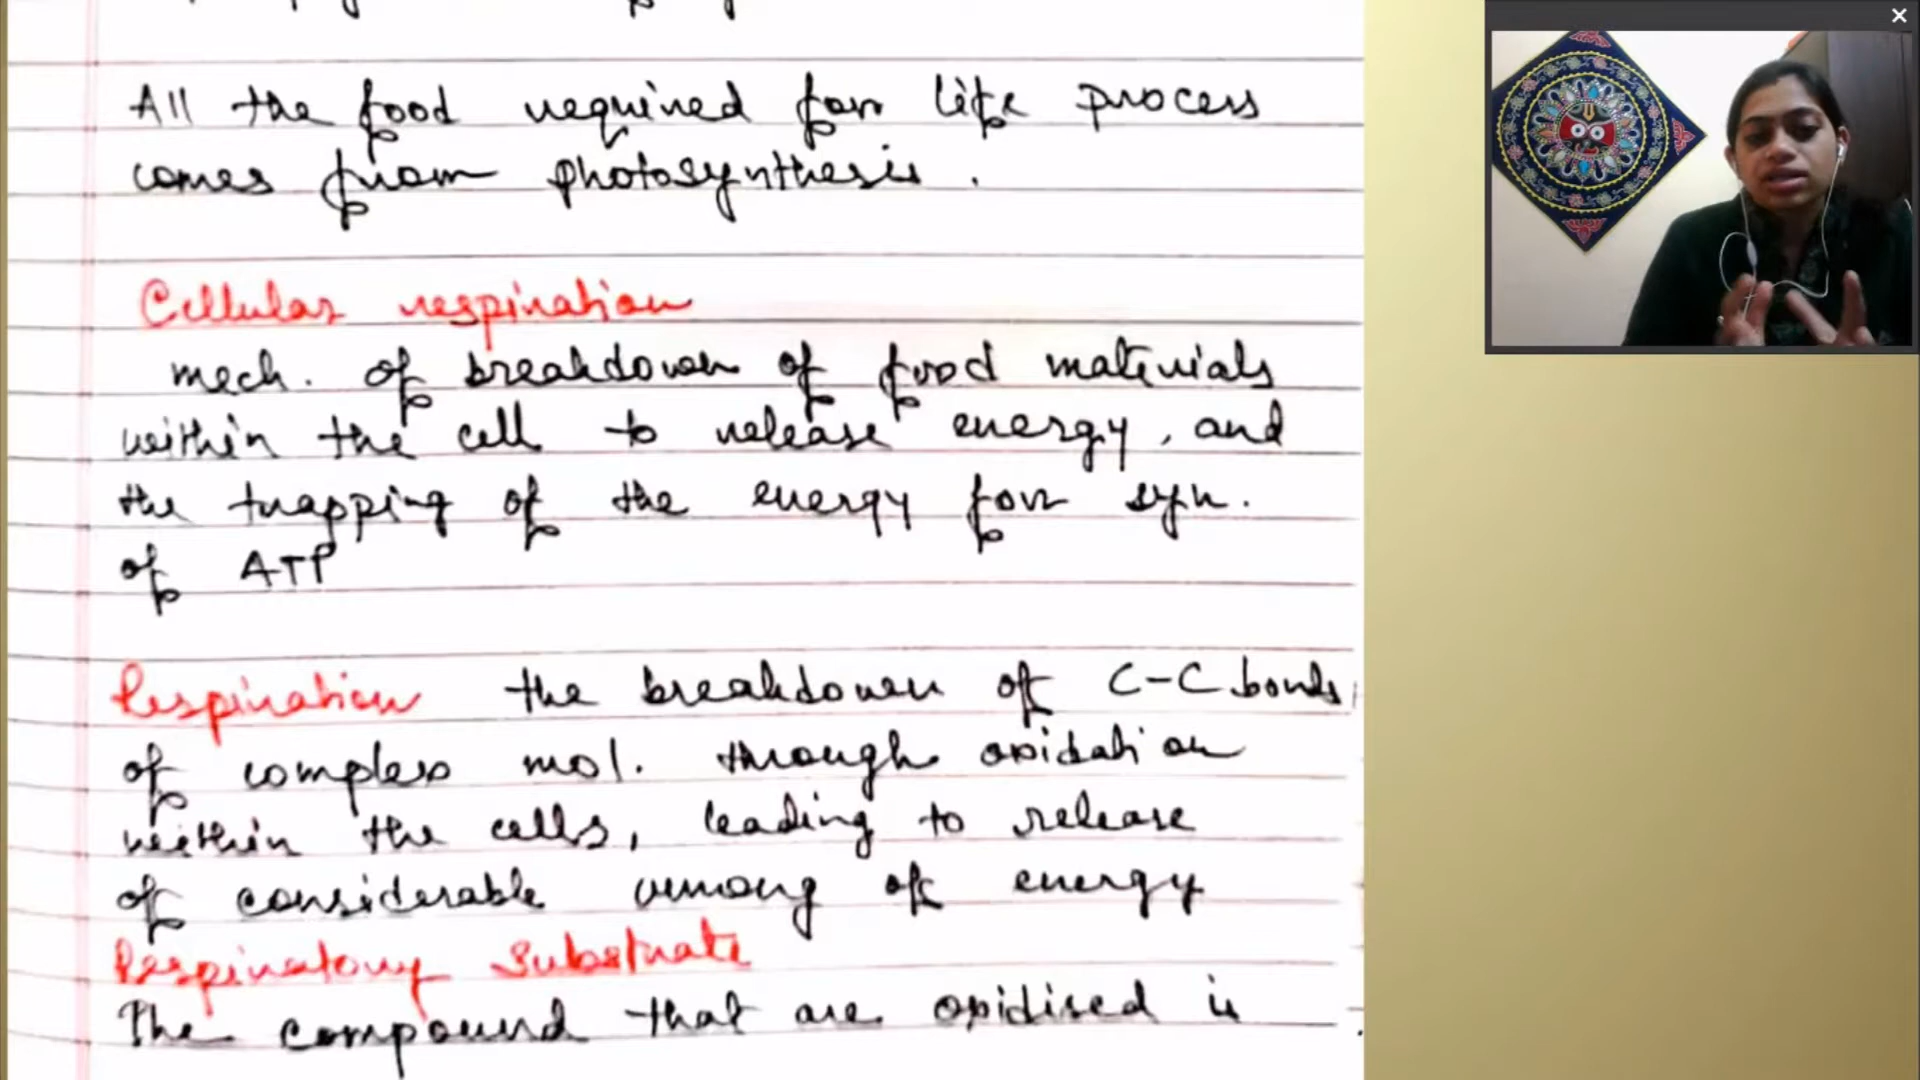 All the food required for life process
comes from photosynthesis.
Cellular respiration
mech. of breakdown of food materials
within the cell to release energy, and
the trapping of the energy for syn.
of ATP
Respiration the breakdown of C-C bonds
of complex mol. through oxidation
within the cells, leading to release
of considerable of energy
Respiratory Substrate
The compound that are oxidised is